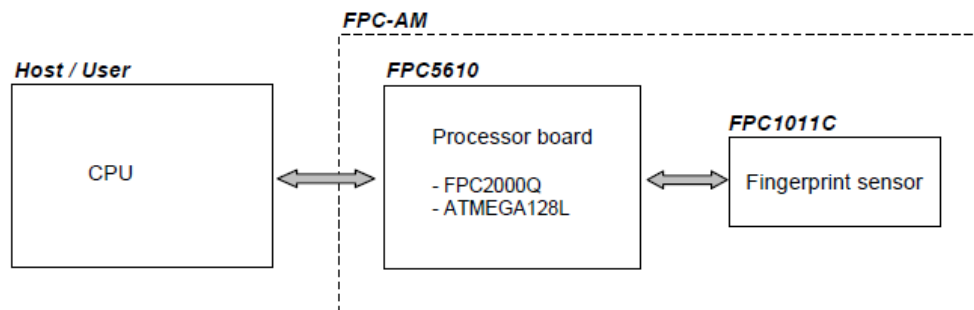 FPC-AM
Host / User
FPC5610
FPC1011C
CPU
Processor board
- FPC2000Q
- ATMEGA128L
Fingerprint sensor